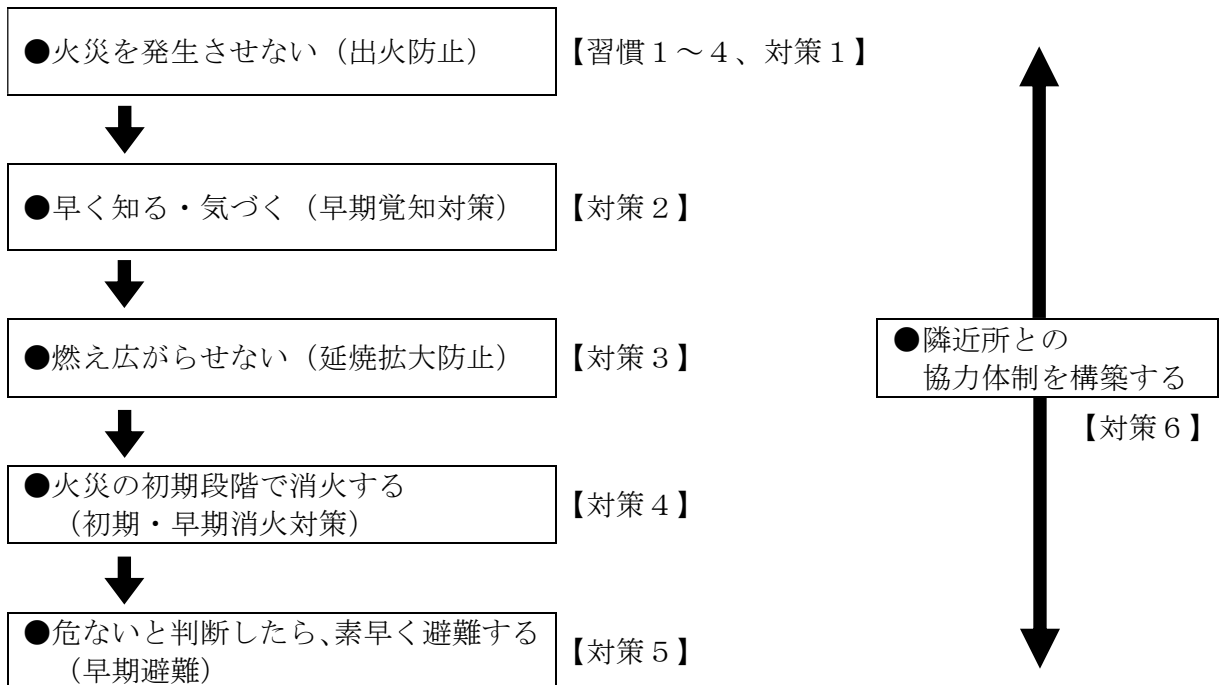 ●火災を発生させない（出火防止）
【習慣１～４、対策１】
●早く知る・気づく（早期覚知対策）
【対策２】
●燃え広がらせない（延焼拡大防止）
【対策３】
●火災の初期段階で消火する
（初期・早期消火対策）
【対策４】
●危ないと判断したら、素早く避難する
（早期避難）
【対策５】
●隣近所との
協力体制を構築する
【対策６】